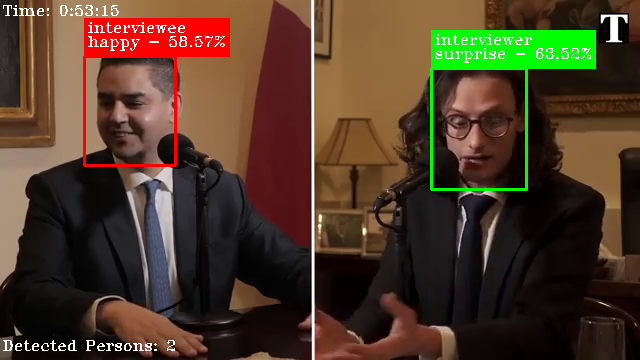 Time: 0:53:15
interviewee
happy - 58.57%
interviewer
surprise - 63.52%
T
Detected Persons: 2